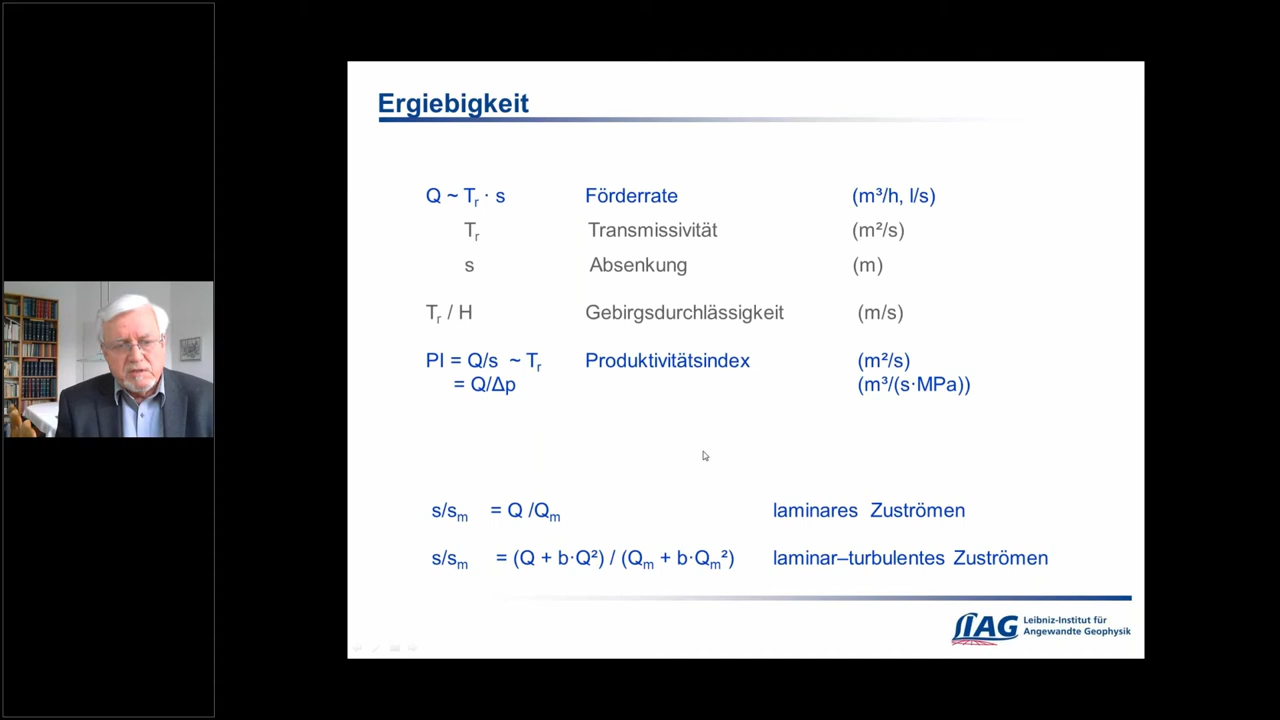 Ergiebigkeit
Q ~ Tᵣ · s Förderrate (m³/h, l/s)
Tᵣ Transmissivität (m²/s)
s Absenkung (m)
Tᵣ / H Gebirgsdurchlässigkeit (m/s)
PI = Q/s ~ Tᵣ Produktivitätsindex (m²/s)
= Q/Δp (m³/(s·MPa))
s/sₘ = Q /Qₘ laminares Zuströmen
s/sₘ = (Q + b·Q²) / (Qₘ + b·Qₘ²) laminar–turbulentes Zuströmen
LIAG Leibniz-Institut für
Angewandte Geophysik